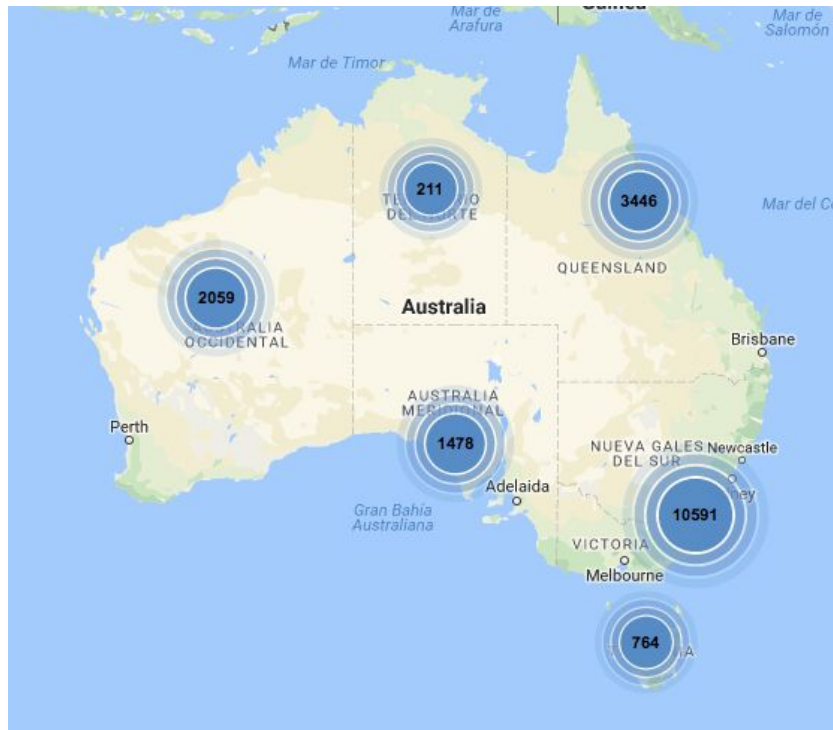 Mar de
Arafura
Mar de
Salomón
Mar de Timor
211
3446
Mar del
QUEENSLAND
2059
Australia
OCCIDENTAL
Brisbane
AUSTRALIA
MERIDIONAL
Perth
1478
NUEVA GALES
DEL SUR
Newcastle
Adelaida
Gran Bahía
Australiana
10591
VICTORIA
Melbourne
764